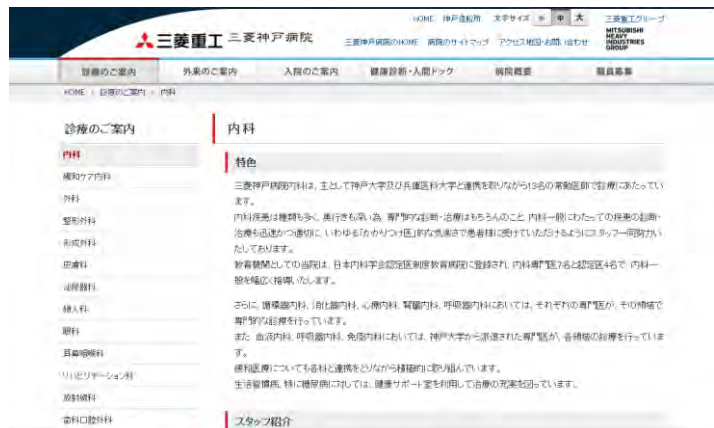 HOME 神戸造船所 文字サイズ 小 中 大 三菱重工グループ
三菱重工 三菱神戸病院
三菱神戸病院のHOME 病院のサイトマップ アクセス地図・お問い合わせ
MITSUBISHI
HEAVY
INDUSTRIES
GROUP
診療のご案内 外来のご案内 入院のご案内 健康診断・人間ドック 病院概要 職員募集
HOME > 診療のご案内 > 内科
診療のご案内
内科
緩和ケア内科
外科
整形外科
形成外科
皮膚科
泌尿器科
婦人科
眼科
耳鼻咽喉科
リハビリテーション科
放射線科
歯科口腔外科
内科
特色
三菱神戸病院内科は、主として神戸大学及び兵庫医科大学と連携を取りながら13名の常勤医師で診療にあたってい
ます。
内科疾患は種類も多く、奥行きも深い為、専門的な診断・治療はもちろんのこと、内科一般にわたっての疾患の診断・
治療も迅速かつ適切に、いわゆる「かかりつけ医」的な気楽さで患者様に受けていただけるようにスタッフ一同努力い
たしております。
教育機関としての当院は、日本内科学会認定医制度教育病院に登録され、内科専門医7名と認定医4名で、内科一
般を幅広く指導いたします。
さらに、循環器内科、消化器内科、心療内科、腎臓内科、呼吸器内科においては、それぞれの専門医が、その領域で
専門的な診療を行っています。
また、血液内科、呼吸器内科、免疫内科においては、神戸大学から派遣された専門医が、各領域の診療を行っていま
す。
緩和医療についても各科と連携をとりながら積極的に取り組んでいます。
生活習慣病、特に糖尿病に対しては、健康サポート室を利用して治療の充実を図っています。
スタッフ紹介